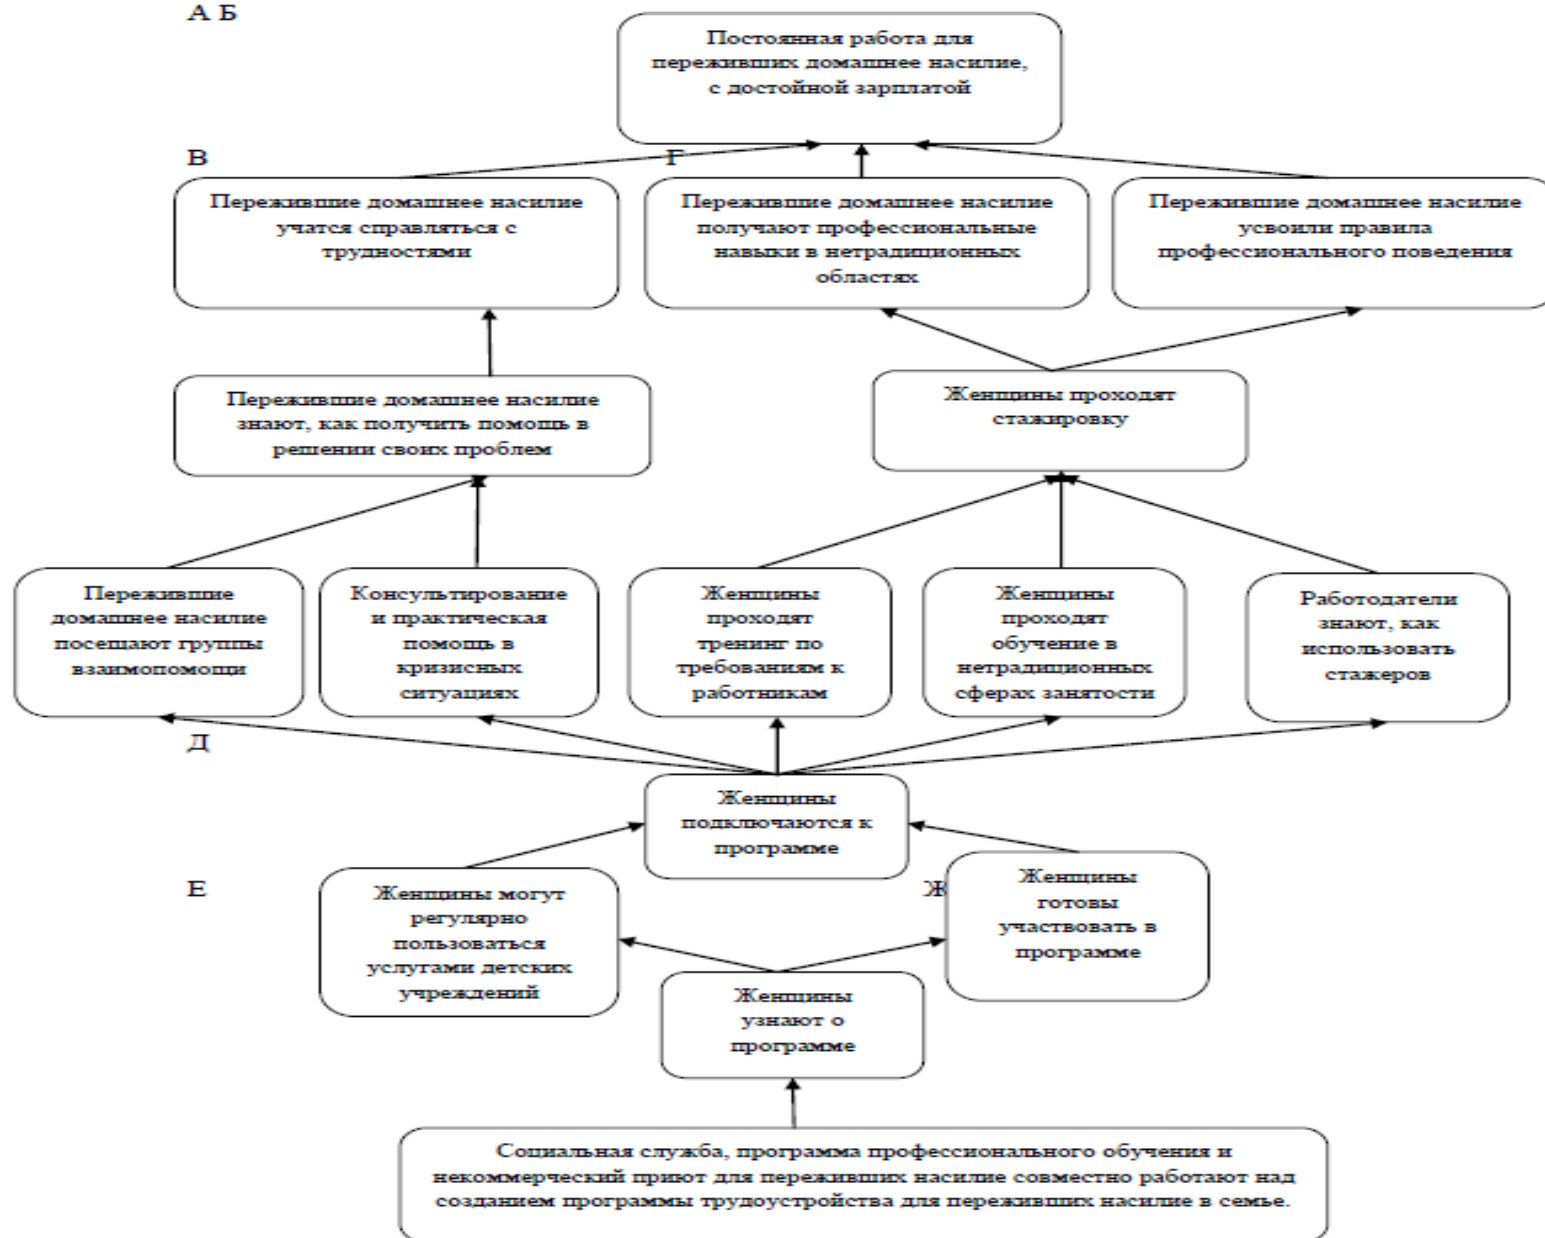 А Б
Постоянная работа для
переживших домашнее насилие,
с достойной зарплатой
В
Г
Пережившие домашнее насилие
учатся справляться с
трудностями
Пережившие домашнее насилие
получают профессиональные
навыки в нетрадиционных
областях
Пережившие домашнее насилие
усвоили правила
профессионального поведения
Пережившие домашнее насилие
знают, как получить помощь в
решении своих проблем
Женщины проходят
стажировку
Пережившие
домашнее насилие
посещают группы
взаимопомощи
Консультирование
и практическая
помощь в
кризисных
ситуациях
Женщины
проходят
тренинг по
требованиям к
работникам
Женщины
проходят
обучение в
нетрадиционных
сферах занятости
Работодатели
знают, как
использовать
стажеров
Д
Женщины
подключаются к
программе
Е
Женщины могут
регулярно
пользоваться
услугами детских
учреждений
Ж
Женщины
готовы
участвовать в
программе
Женщины
узнают о
программе
Социальная служба, программа профессионального обучения и
некоммерческий приют для переживших насилие совместно работают над
созданием программы трудоустройства для переживших насилие в семье.